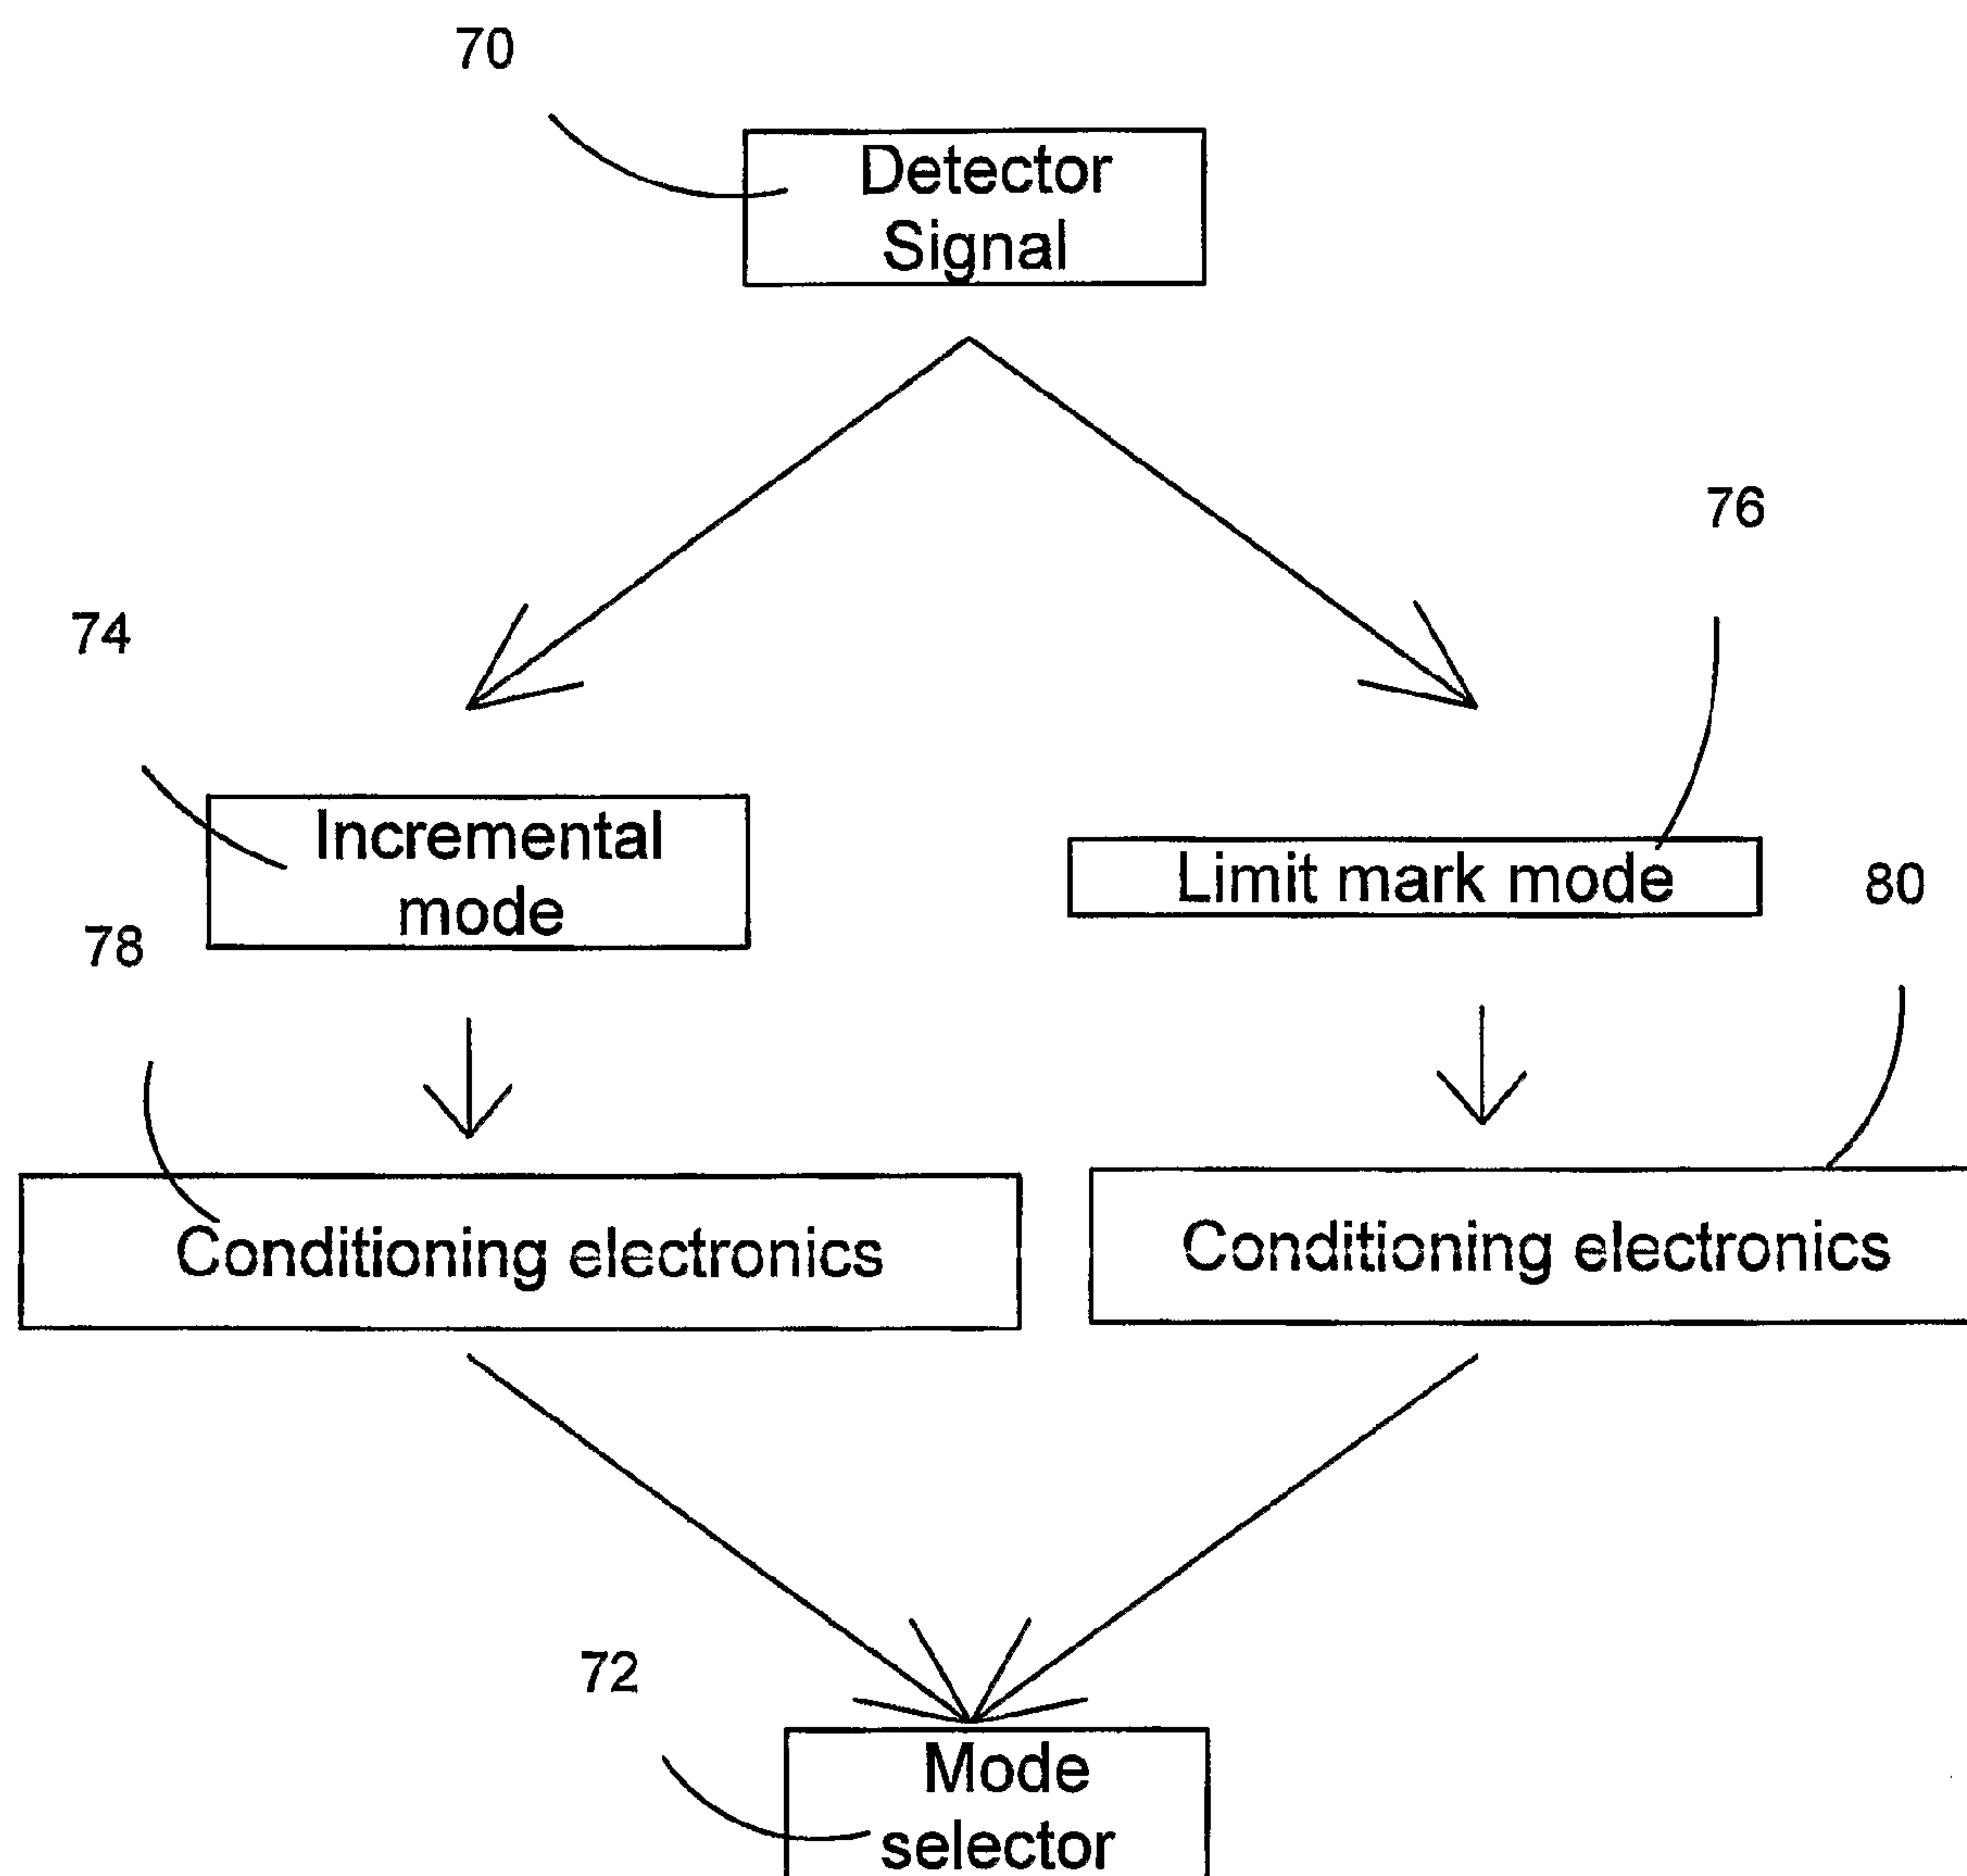 70
Detector
Signal
76
74
Incremental
mode
Limit mark mode
80
78
Conditioning electronics
Conditioning electronics
72
Mode
selector